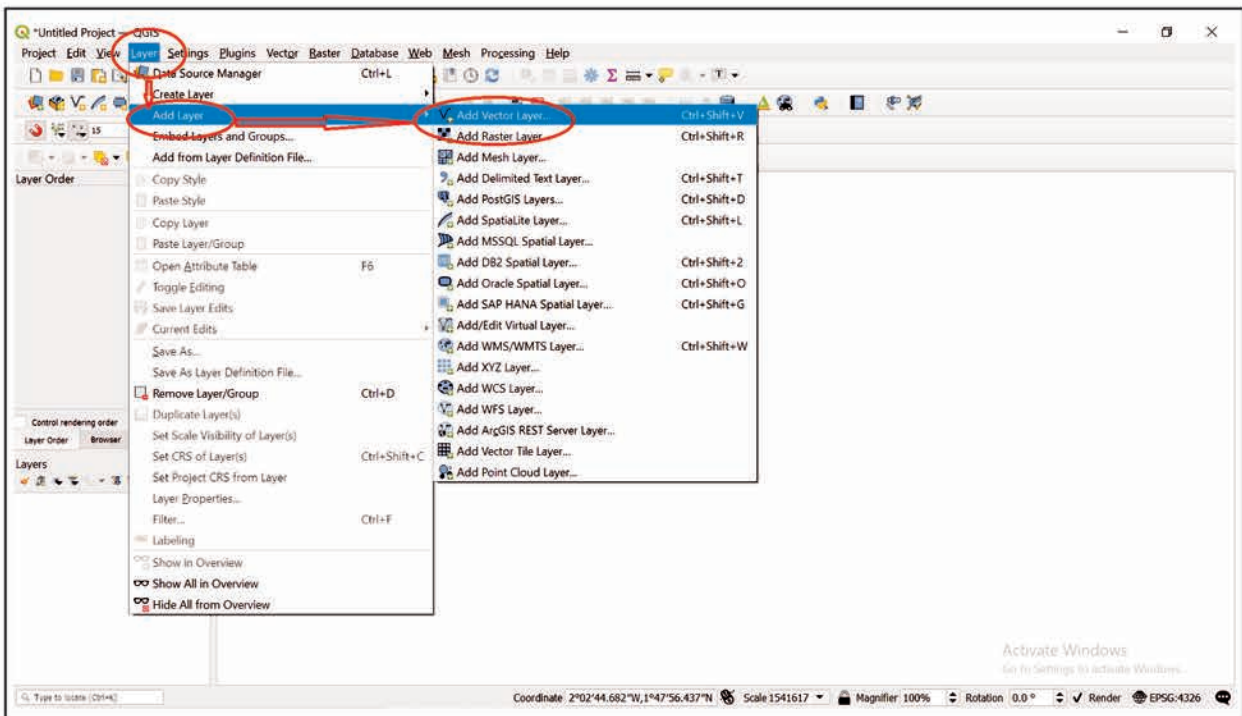 *Untitled Project — QGIS
Project Edit View Layer Settings Plugins Vector Raster Database Web Mesh Processing Help
Data Source Manager Ctrl+L
Create Layer
Add Layer
Embed Layers and Groups...
Add from Layer Definition File...
Copy Style
Paste Style
Copy Layer
Paste Layer/Group
Open Attribute Table F6
Toggle Editing
Save Layer Edits
Current Edits
Save As...
Save As Layer Definition File...
Remove Layer/Group Ctrl+D
Duplicate Layer(s)
Set Scale Visibility of Layer(s)
Set CRS of Layer(s) Ctrl+Shift+C
Set Project CRS from Layer
Layer Properties...
Filter... Ctrl+F
Labeling
Show in Overview
Show All in Overview
Hide All from Overview
Add Vector Layer... Ctrl+Shift+V
Add Raster Layer... Ctrl+Shift+R
Add Mesh Layer...
Add Delimited Text Layer... Ctrl+Shift+T
Add PostGIS Layers... Ctrl+Shift+D
Add SpatiaLite Layer... Ctrl+Shift+L
Add MSSQL Spatial Layer...
Add DB2 Spatial Layer... Ctrl+Shift+2
Add Oracle Spatial Layer... Ctrl+Shift+O
Add SAP HANA Spatial Layer... Ctrl+Shift+G
Add/Edit Virtual Layer...
Add WMS/WMTS Layer... Ctrl+Shift+W
Add XYZ Layer...
Add WCS Layer...
Add WFS Layer...
Add ArcGIS REST Server Layer...
Add Vector Tile Layer...
Add Point Cloud Layer...
15
Layer Order
Control rendering order
Layer Order Browser
Layers
Activate Windows
Go to Settings to activate Windows.
Type to locate (Ctrl+K)
Coordinate 2°02'44.682"W,1°47'56.437"N Scale 1541617 Magnifier 100% Rotation 0.0 ° Render EPSG:4326